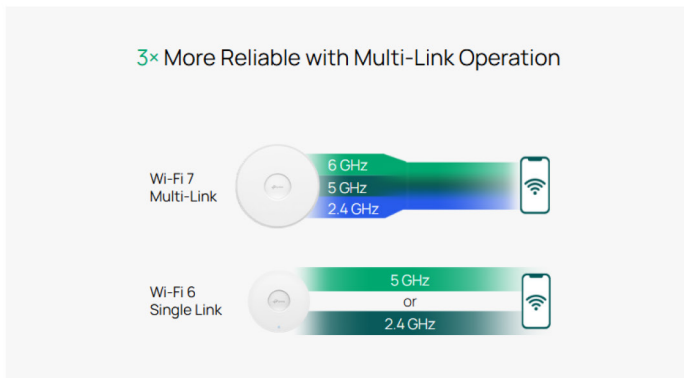 3× More Reliable with Multi-Link Operation
Wi-Fi 7
Multi-Link
6 GHz
5 GHz
2.4 GHz
Wi-Fi 6
Single Link
5 GHz
or
2.4 GHz